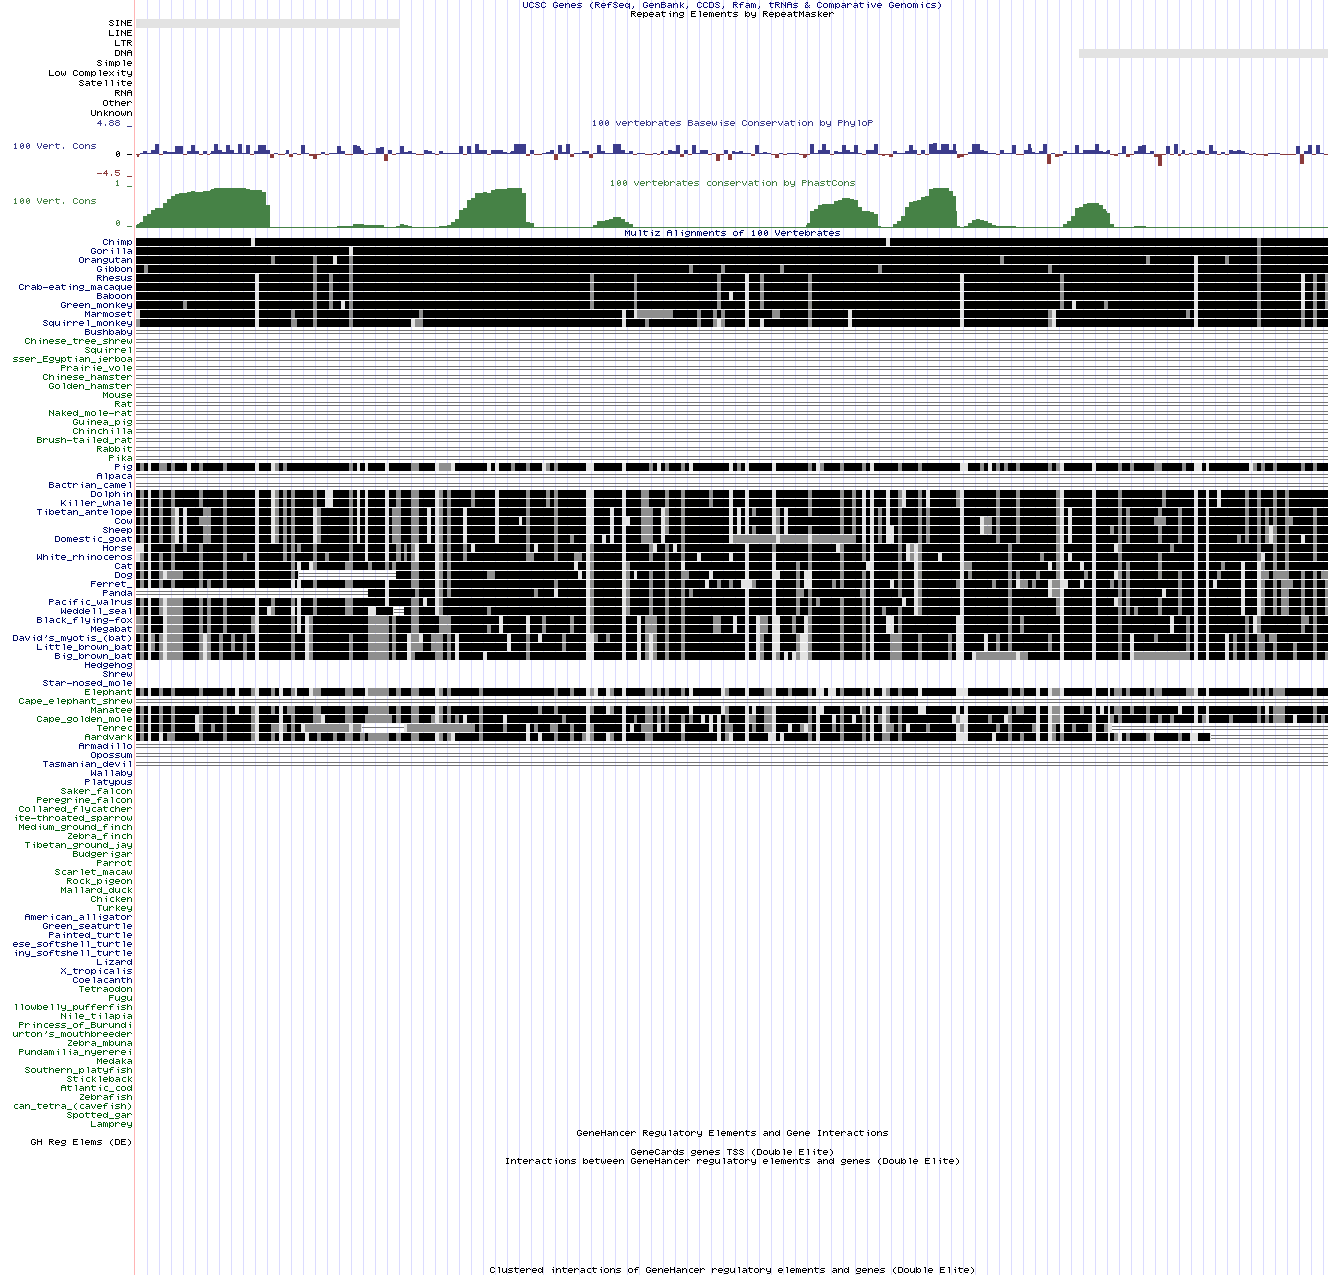 UCSC Genes (RefSeq, GenBank, CCDS, Rfam, tRNAs & Comparative Genomics)
Repeating Elements by RepeatMasker
SINE
LINE
LTR
DNA
Simple
Low Complexity
Satellite
RNA
Other
Unknown
4.88 _
100 vertebrates Basewise Conservation by PhyloP
100 Vert. Cons
0 _
-4.5 _
100 vertebrates conservation by PhastCons
1 _
100 Vert. Cons
0 _
Multiz Alignments of 100 Vertebrates
Chimp
Gorilla
Orangutan
Gibbon
Rhesus
Crab-eating_macaque
Baboon
Green_monkey
Marmoset
Squirrel_monkey
Bushbaby
Chinese_tree_shrew
Squirrel
sser_Egyptian_jerboa
Prairie_vole
Chinese_hamster
Golden_hamster
Mouse
Rat
Naked_mole-rat
Guinea_pig
Chinchilla
Brush-tailed_rat
Rabbit
Pika
Pig
Alpaca
Bactrian_camel
Dolphin
Killer_whale
Tibetan_antelope
Cow
Sheep
Domestic_goat
Horse
White_rhinoceros
Cat
Dog
Ferret_
Panda
Pacific_walrus
Weddell_seal
Black_flying-fox
Megabat
David's_myotis_(bat)
Little_brown_bat
Big_brown_bat
Hedgehog
Shrew
Star-nosed_mole
Elephant
Cape_elephant_shrew
Manatee
Cape_golden_mole
Tenrec
Aardvark
Armadillo
Opossum
Tasmanian_devil
Wallaby
Platypus
Saker_falcon
Peregrine_falcon
Collared_flycatcher
ite-throated_sparrow
Medium_ground_finch
Zebra_finch
Tibetan_ground_jay
Budgerigar
Parrot
Scarlet_macaw
Rock_pigeon
Mallard_duck
Chicken
Turkey
American_alligator
Green_seaturtle
Painted_turtle
ese_softshell_turtle
iny_softshell_turtle
Lizard
X_tropicalis
Coelacanth
Tetraodon
Fugu
llowbelly_pufferfish
Nile_tilapia
Princess_of_Burundi
urton's_mouthbreeder
Zebra_mbuna
Pundamilia_nyererei
Medaka
Southern_platyfish
Stickleback
Atlantic_cod
Zebrafish
can_tetra_(cavefish)
Spotted_gar
Lamprey
GeneHancer Regulatory Elements and Gene Interactions
GH Reg Elems (DE)
GeneCards genes TSS (Double Elite)
Interactions between GeneHancer regulatory elements and genes (Double Elite)
Clustered interactions of GeneHancer regulatory elements and genes (Double Elite)